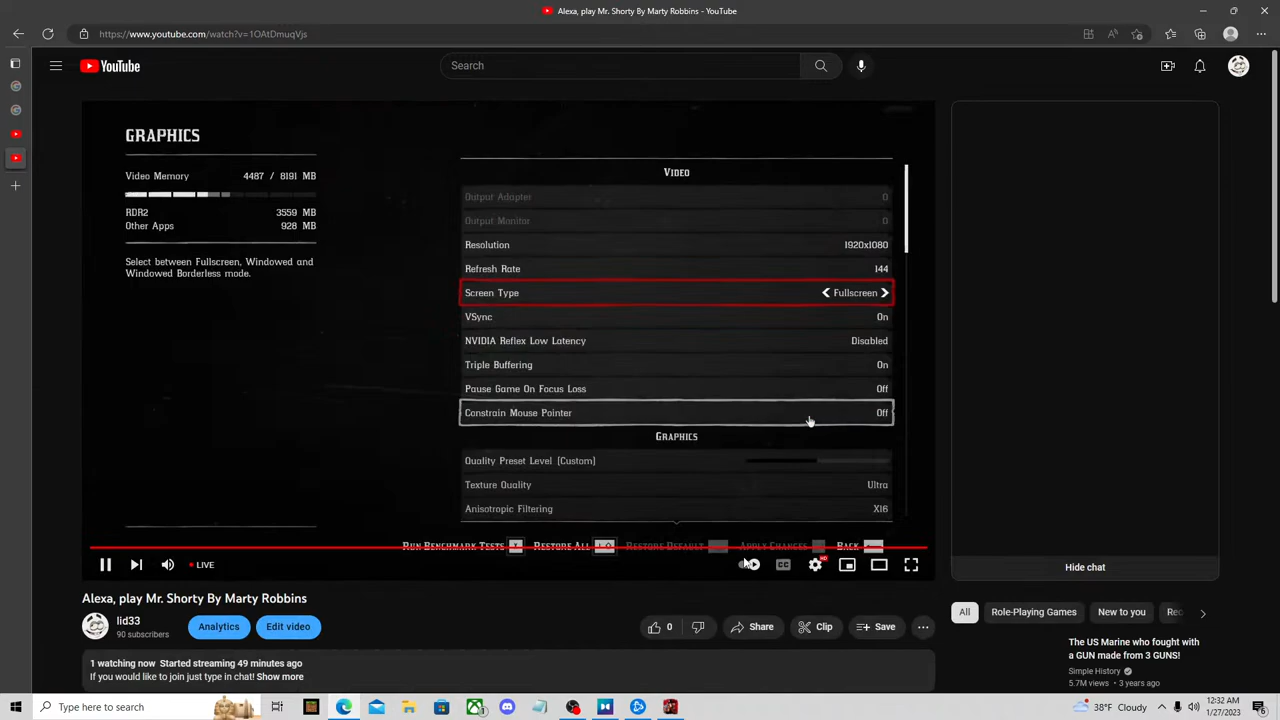 Alexa, play Mr. Shorty By Marty Robbins - YouTube
https://www.youtube.com/watch?v=1OAtDmuqVjs
YouTube
Search
GRAPHICS
Video Memory 4487 / 8191 MB
RDR2 3559 MB
Other Apps 928 MB
Select between Fullscreen, Windowed and
Windowed Borderless mode.
VIDEO
Output Adapter 0
Output Monitor 0
Resolution 1920x1080
Refresh Rate 144
Screen Type Fullscreen
VSync On
NVIDIA Reflex Low Latency Disabled
Triple Buffering On
Pause Game On Focus Loss Off
Constrain Mouse Pointer Off
GRAPHICS
Quality Preset Level [Custom]
Texture Quality Ultra
Anisotropic Filtering X16
RUN BENCHMARK TESTS RESTORE ALL RESTORE DEFAULT APPLY CHANGES BACK
LIVE
CC
HD
Hide chat
Alexa, play Mr. Shorty By Marty Robbins
lid33
90 subscribers
Analytics
Edit video
0
Share
Clip
Save
1 watching now Started streaming 49 minutes ago
If you would like to join just type in chat! Show more
All
Role-Playing Games
New to you
Rec
The US Marine who fought with
a GUN made from 3 GUNS!
Simple History
5.7M views • 3 years ago
Type here to search
38°F Cloudy
12:32 AM
1/27/2023